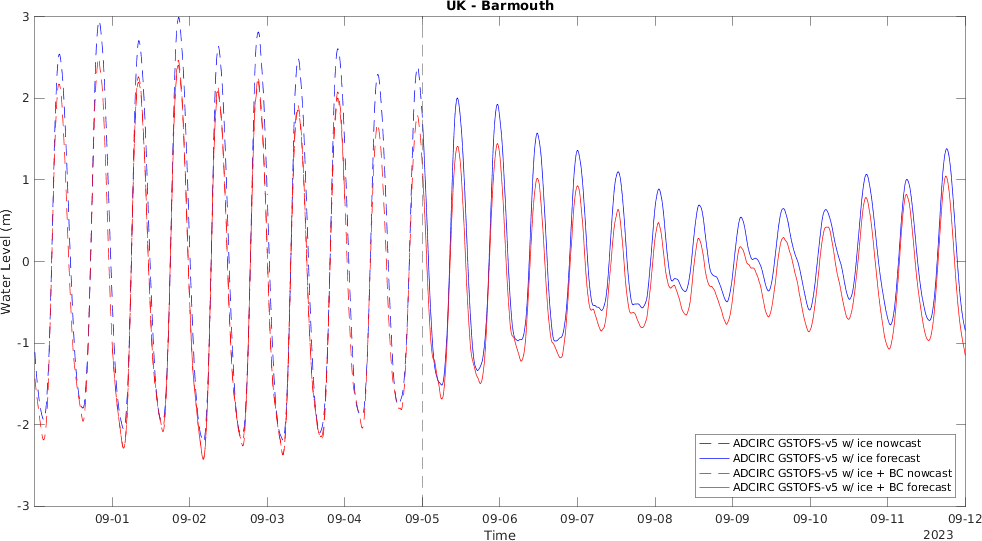 UK - Barmouth
3
2
1
0
-1
-2
-3
Water Level (m)
09-01 09-02 09-03 09-04 09-05 09-06 09-07 09-08 09-09 09-10 09-11 09-12
Time
2023
ADCIRC GSTOFS-v5 w/ ice nowcast
ADCIRC GSTOFS-v5 w/ ice forecast
ADCIRC GSTOFS-v5 w/ ice + BC nowcast
ADCIRC GSTOFS-v5 w/ ice + BC forecast